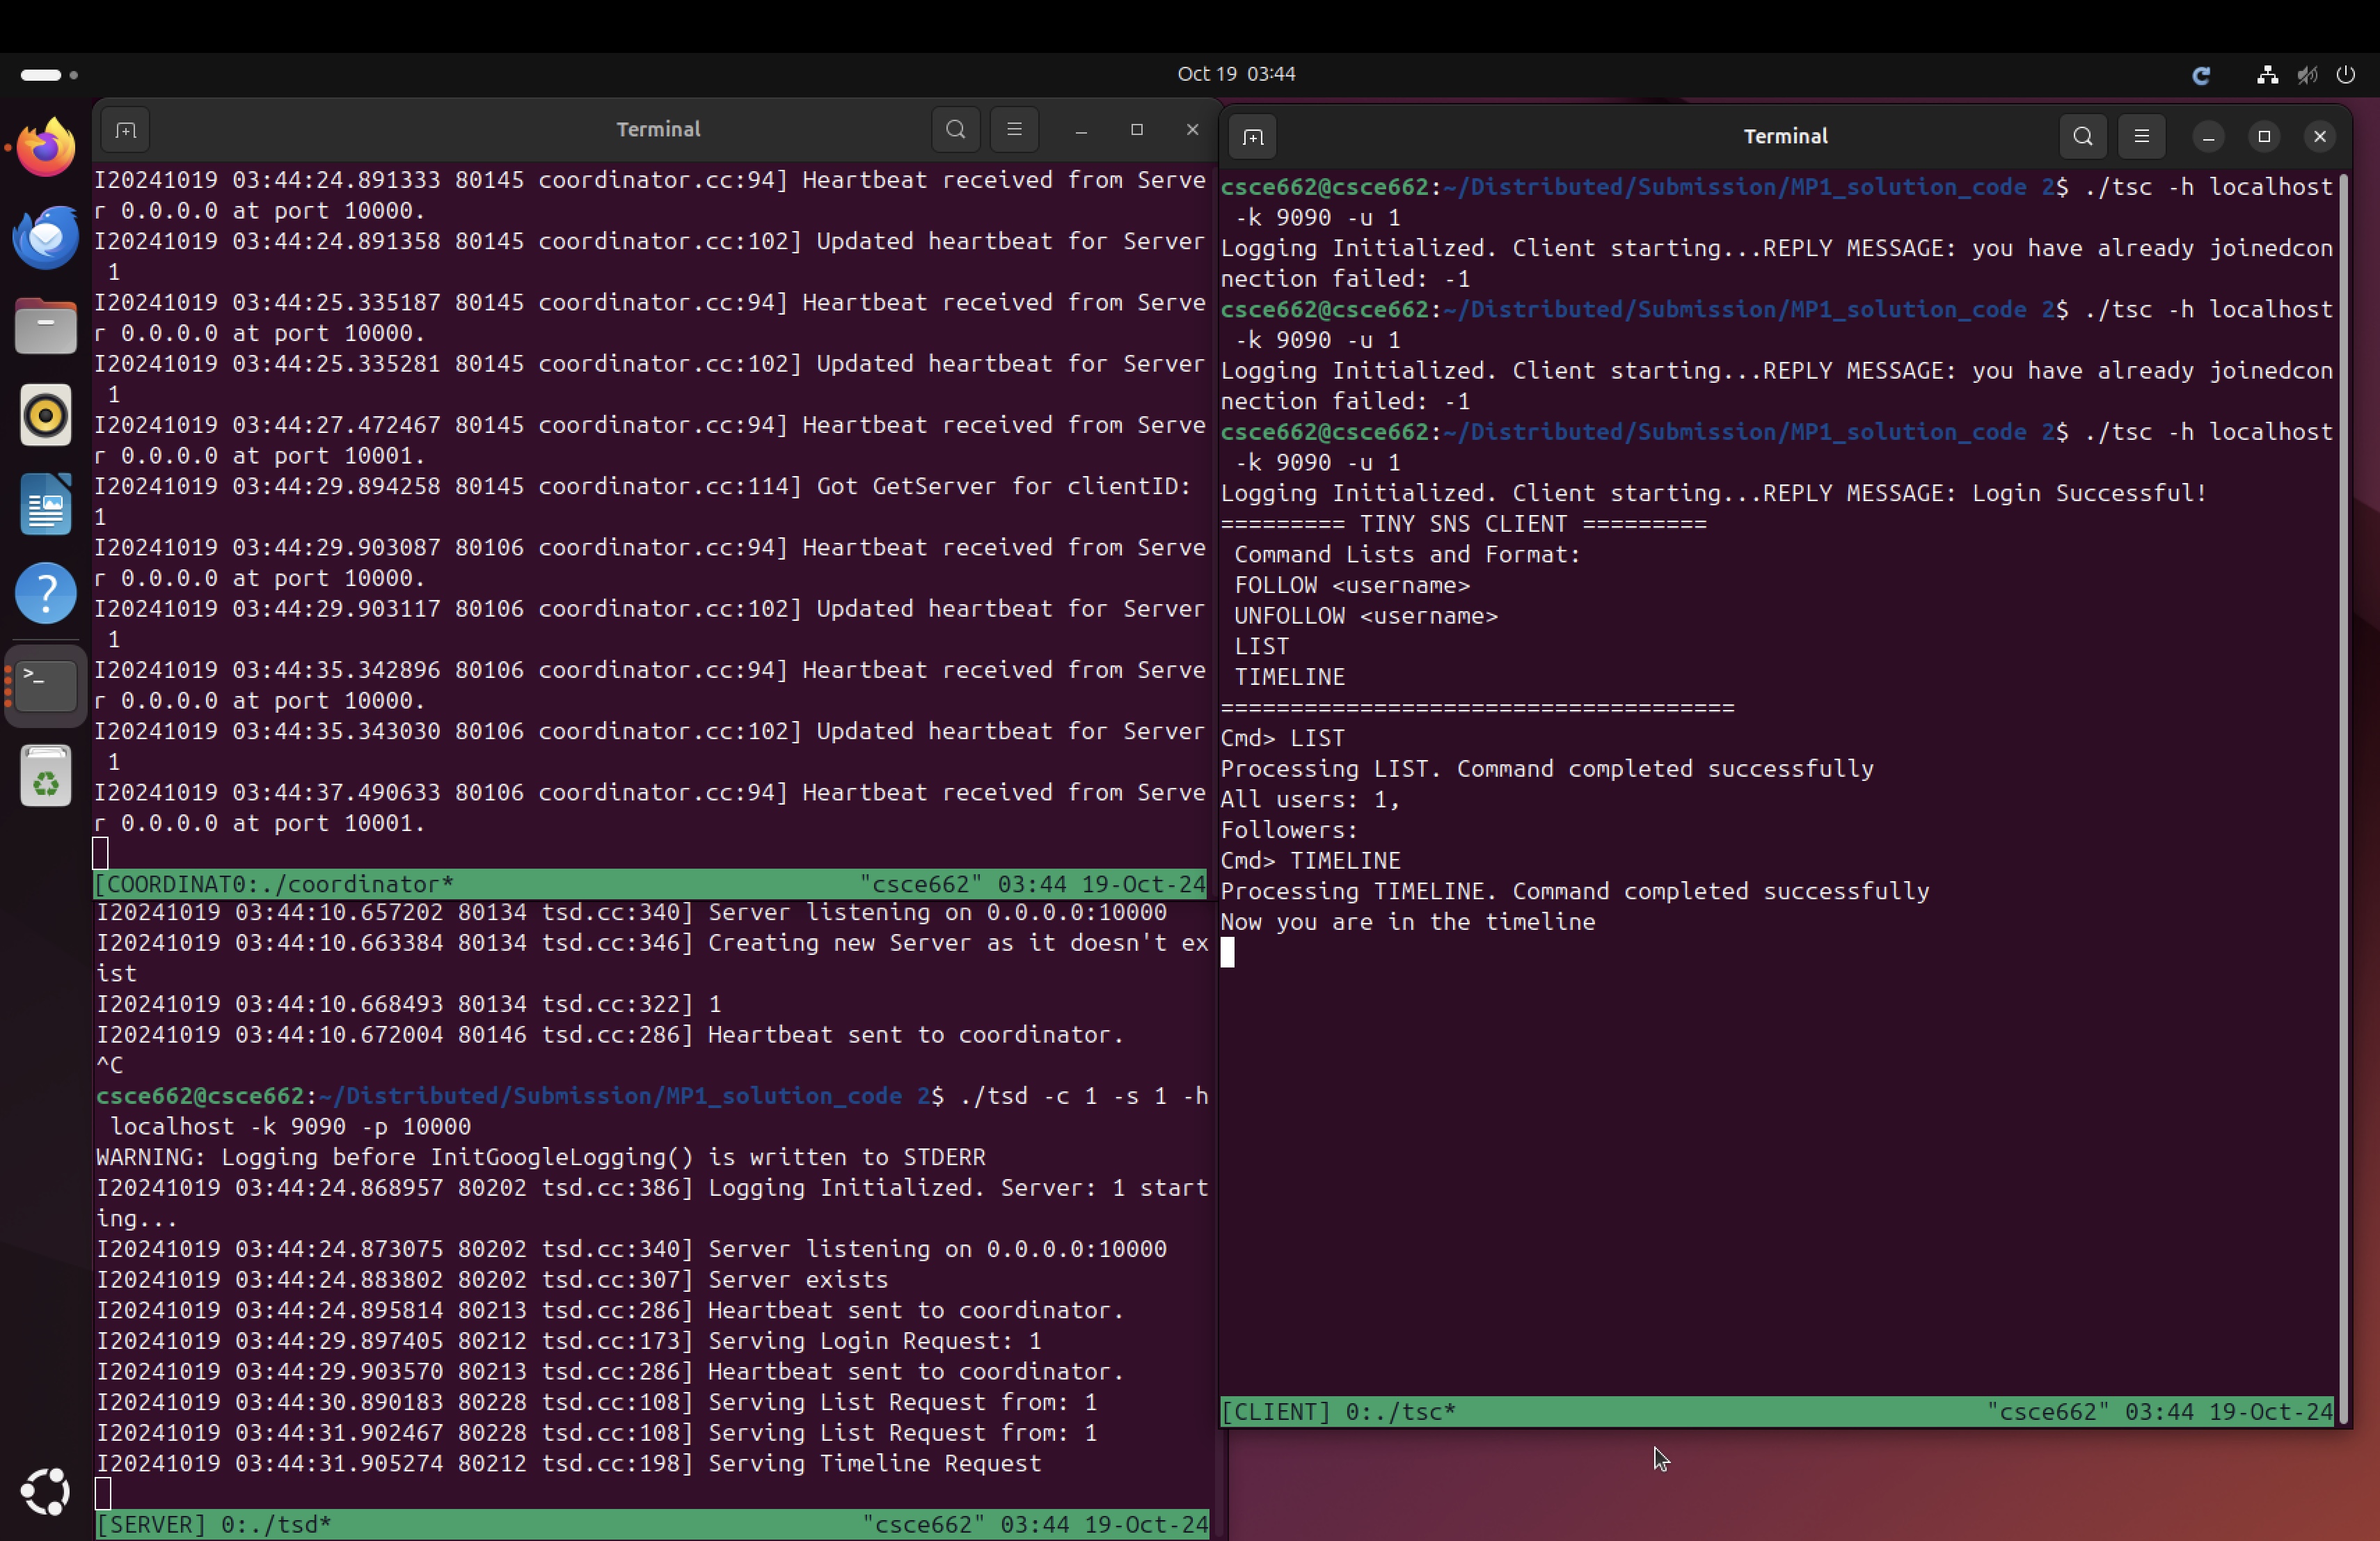 Oct 19 03:44
Terminal
I20241019 03:44:24.891333 80145 coordinator.cc:94] Heartbeat received from Serve
r 0.0.0.0 at port 10000.
I20241019 03:44:24.891358 80145 coordinator.cc:102] Updated heartbeat for Server
1
I20241019 03:44:25.335187 80145 coordinator.cc:94] Heartbeat received from Serve
r 0.0.0.0 at port 10000.
I20241019 03:44:25.335281 80145 coordinator.cc:102] Updated heartbeat for Server
1
I20241019 03:44:27.472467 80145 coordinator.cc:94] Heartbeat received from Serve
r 0.0.0.0 at port 10001.
I20241019 03:44:29.894258 80145 coordinator.cc:114] Got GetServer for clientID:
1
I20241019 03:44:29.903087 80106 coordinator.cc:94] Heartbeat received from Serve
r 0.0.0.0 at port 10000.
I20241019 03:44:29.903117 80106 coordinator.cc:102] Updated heartbeat for Server
1
I20241019 03:44:35.342896 80106 coordinator.cc:94] Heartbeat received from Serve
r 0.0.0.0 at port 10000.
I20241019 03:44:35.343030 80106 coordinator.cc:102] Updated heartbeat for Server
1
I20241019 03:44:37.490633 80106 coordinator.cc:94] Heartbeat received from Serve
r 0.0.0.0 at port 10001.
[COORDINAT0:./coordinator* "csce662" 03:44 19-Oct-24
I20241019 03:44:10.657202 80134 tsd.cc:340] Server listening on 0.0.0.0:10000
I20241019 03:44:10.663384 80134 tsd.cc:346] Creating new Server as it doesn't ex
ist
I20241019 03:44:10.668493 80134 tsd.cc:322] 1
I20241019 03:44:10.672004 80146 tsd.cc:286] Heartbeat sent to coordinator.
^C
csce662@csce662:~/Distributed/Submission/MP1_solution_code 2$ ./tsd -c 1 -s 1 -h
localhost -k 9090 -p 10000
WARNING: Logging before InitGoogleLogging() is written to STDERR
I20241019 03:44:24.868957 80202 tsd.cc:386] Logging Initialized. Server: 1 start
ing...
I20241019 03:44:24.873075 80202 tsd.cc:340] Server listening on 0.0.0.0:10000
I20241019 03:44:24.883802 80202 tsd.cc:307] Server exists
I20241019 03:44:24.895814 80213 tsd.cc:286] Heartbeat sent to coordinator.
I20241019 03:44:29.897405 80212 tsd.cc:173] Serving Login Request: 1
I20241019 03:44:29.903570 80213 tsd.cc:286] Heartbeat sent to coordinator.
I20241019 03:44:30.890183 80228 tsd.cc:108] Serving List Request from: 1
I20241019 03:44:31.902467 80228 tsd.cc:108] Serving List Request from: 1
I20241019 03:44:31.905274 80212 tsd.cc:198] Serving Timeline Request
[SERVER] 0:./tsd* "csce662" 03:44 19-Oct-24
Terminal
csce662@csce662:~/Distributed/Submission/MP1_solution_code 2$ ./tsc -h localhost
-k 9090 -u 1
Logging Initialized. Client starting...REPLY MESSAGE: you have already joinedcon
nection failed: -1
csce662@csce662:~/Distributed/Submission/MP1_solution_code 2$ ./tsc -h localhost
-k 9090 -u 1
Logging Initialized. Client starting...REPLY MESSAGE: you have already joinedcon
nection failed: -1
csce662@csce662:~/Distributed/Submission/MP1_solution_code 2$ ./tsc -h localhost
-k 9090 -u 1
Logging Initialized. Client starting...REPLY MESSAGE: Login Successful!
========= TINY SNS CLIENT =========
Command Lists and Format:
FOLLOW <username>
UNFOLLOW <username>
LIST
TIMELINE
=====================================
Cmd> LIST
Processing LIST. Command completed successfully
All users: 1,
Followers:
Cmd> TIMELINE
Processing TIMELINE. Command completed successfully
Now you are in the timeline
[CLIENT] 0:./tsc* "csce662" 03:44 19-Oct-24